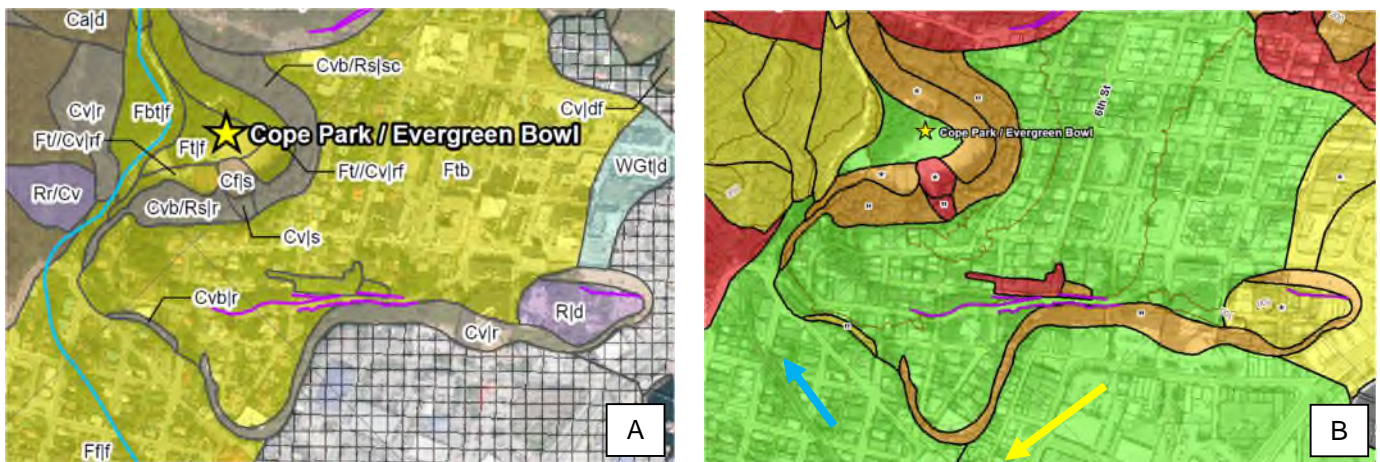 Ca|d
Cvb/Rs|sc
Cv|df
Cv|r
Fbt|f
Cope Park / Evergreen Bowl
Ft//Cv|rf
Ft|f
Ft//Cv|rf
Ftb
WGt|d
Cf|s
Rr/Cv
Cvb/Rs|r
Cv|s
Cvb|r
R|d
Cv|r
Ff|f
A
6th St
Cope Park / Evergreen Bowl
B